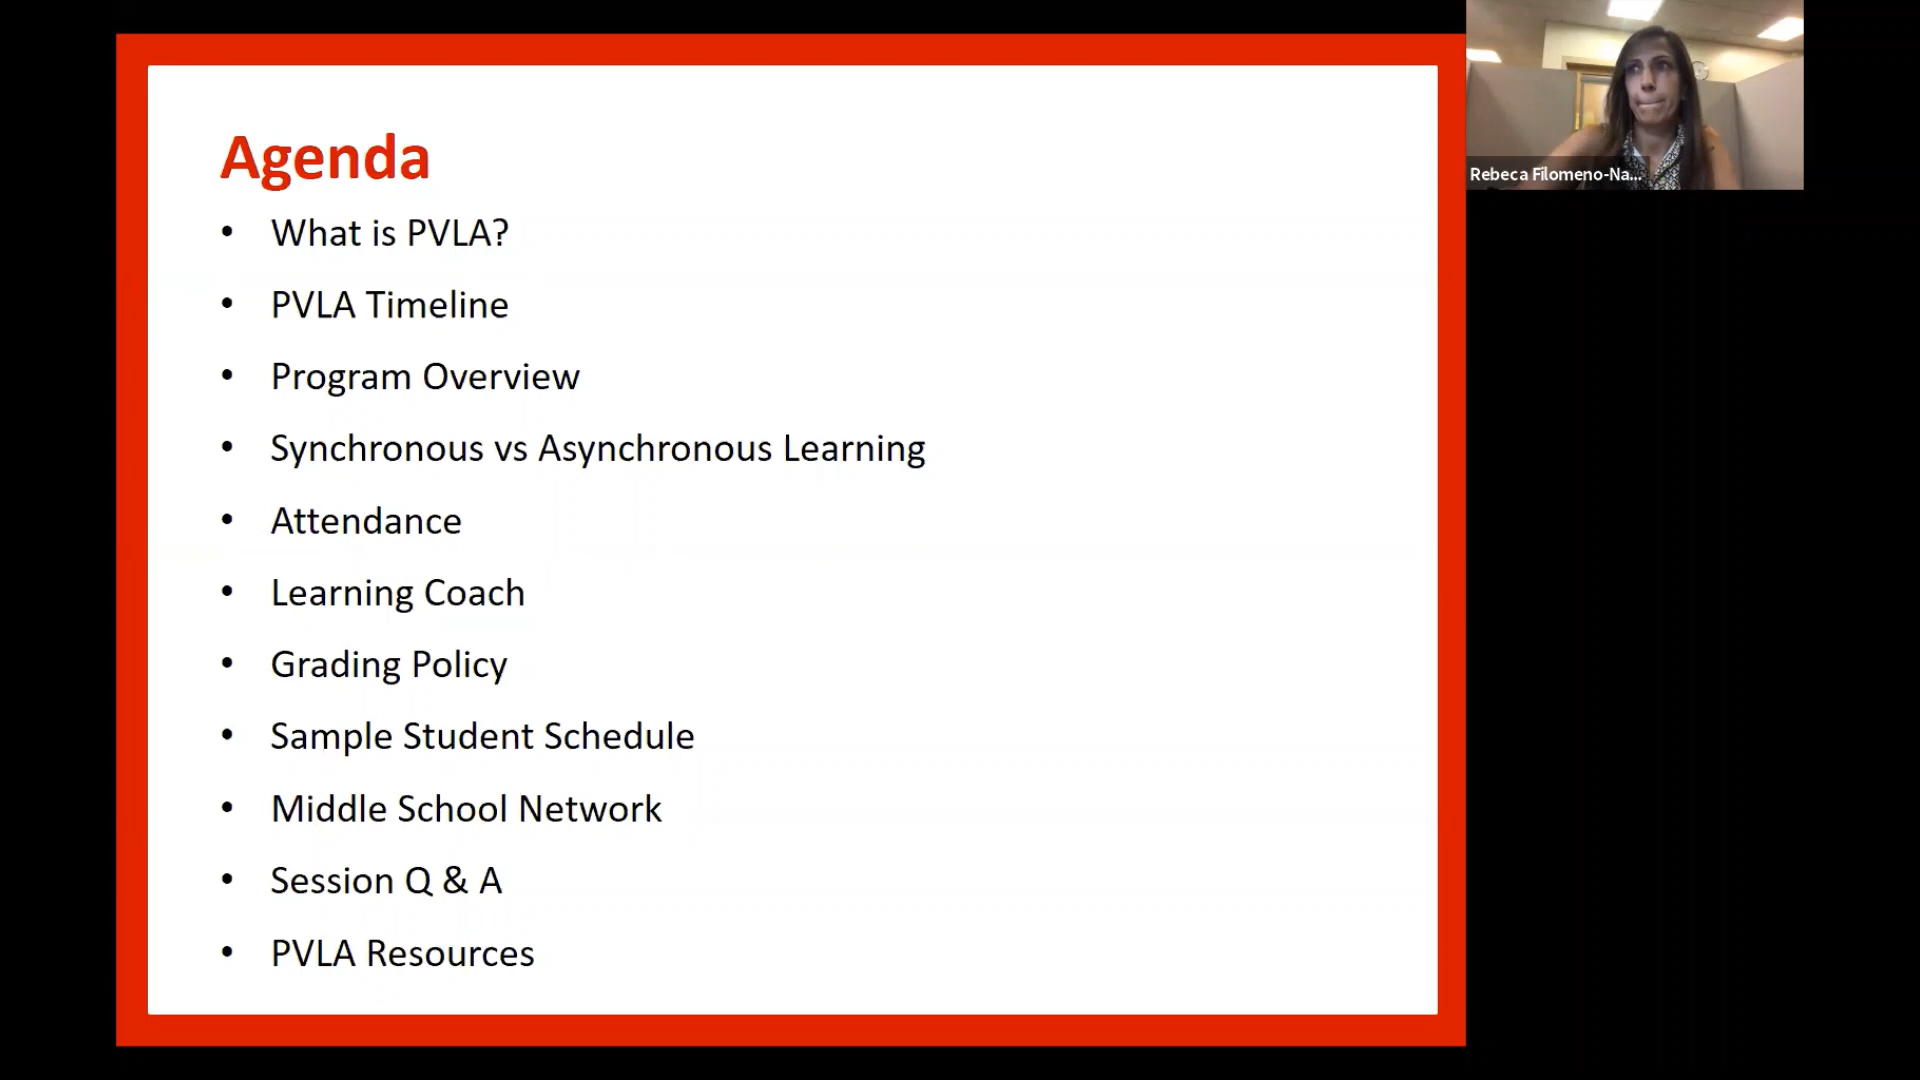 Agenda
• What is PVLA?
• PVLA Timeline
• Program Overview
• Synchronous vs Asynchronous Learning
• Attendance
• Learning Coach
• Grading Policy
• Sample Student Schedule
• Middle School Network
• Session Q & A
• PVLA Resources
Rebeca Filomeno-Na...